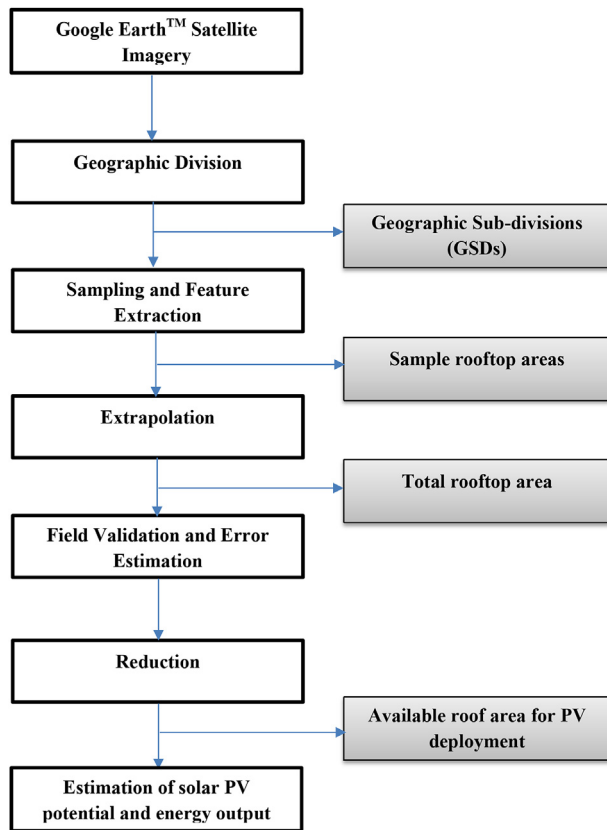 Google Earth™ Satellite
Imagery
Geographic Division
Geographic Sub-divisions
(GSDs)
Sampling and Feature
Extraction
Sample rooftop areas
Extrapolation
Total rooftop area
Field Validation and Error
Estimation
Reduction
Available roof area for PV
deployment
Estimation of solar PV
potential and energy output